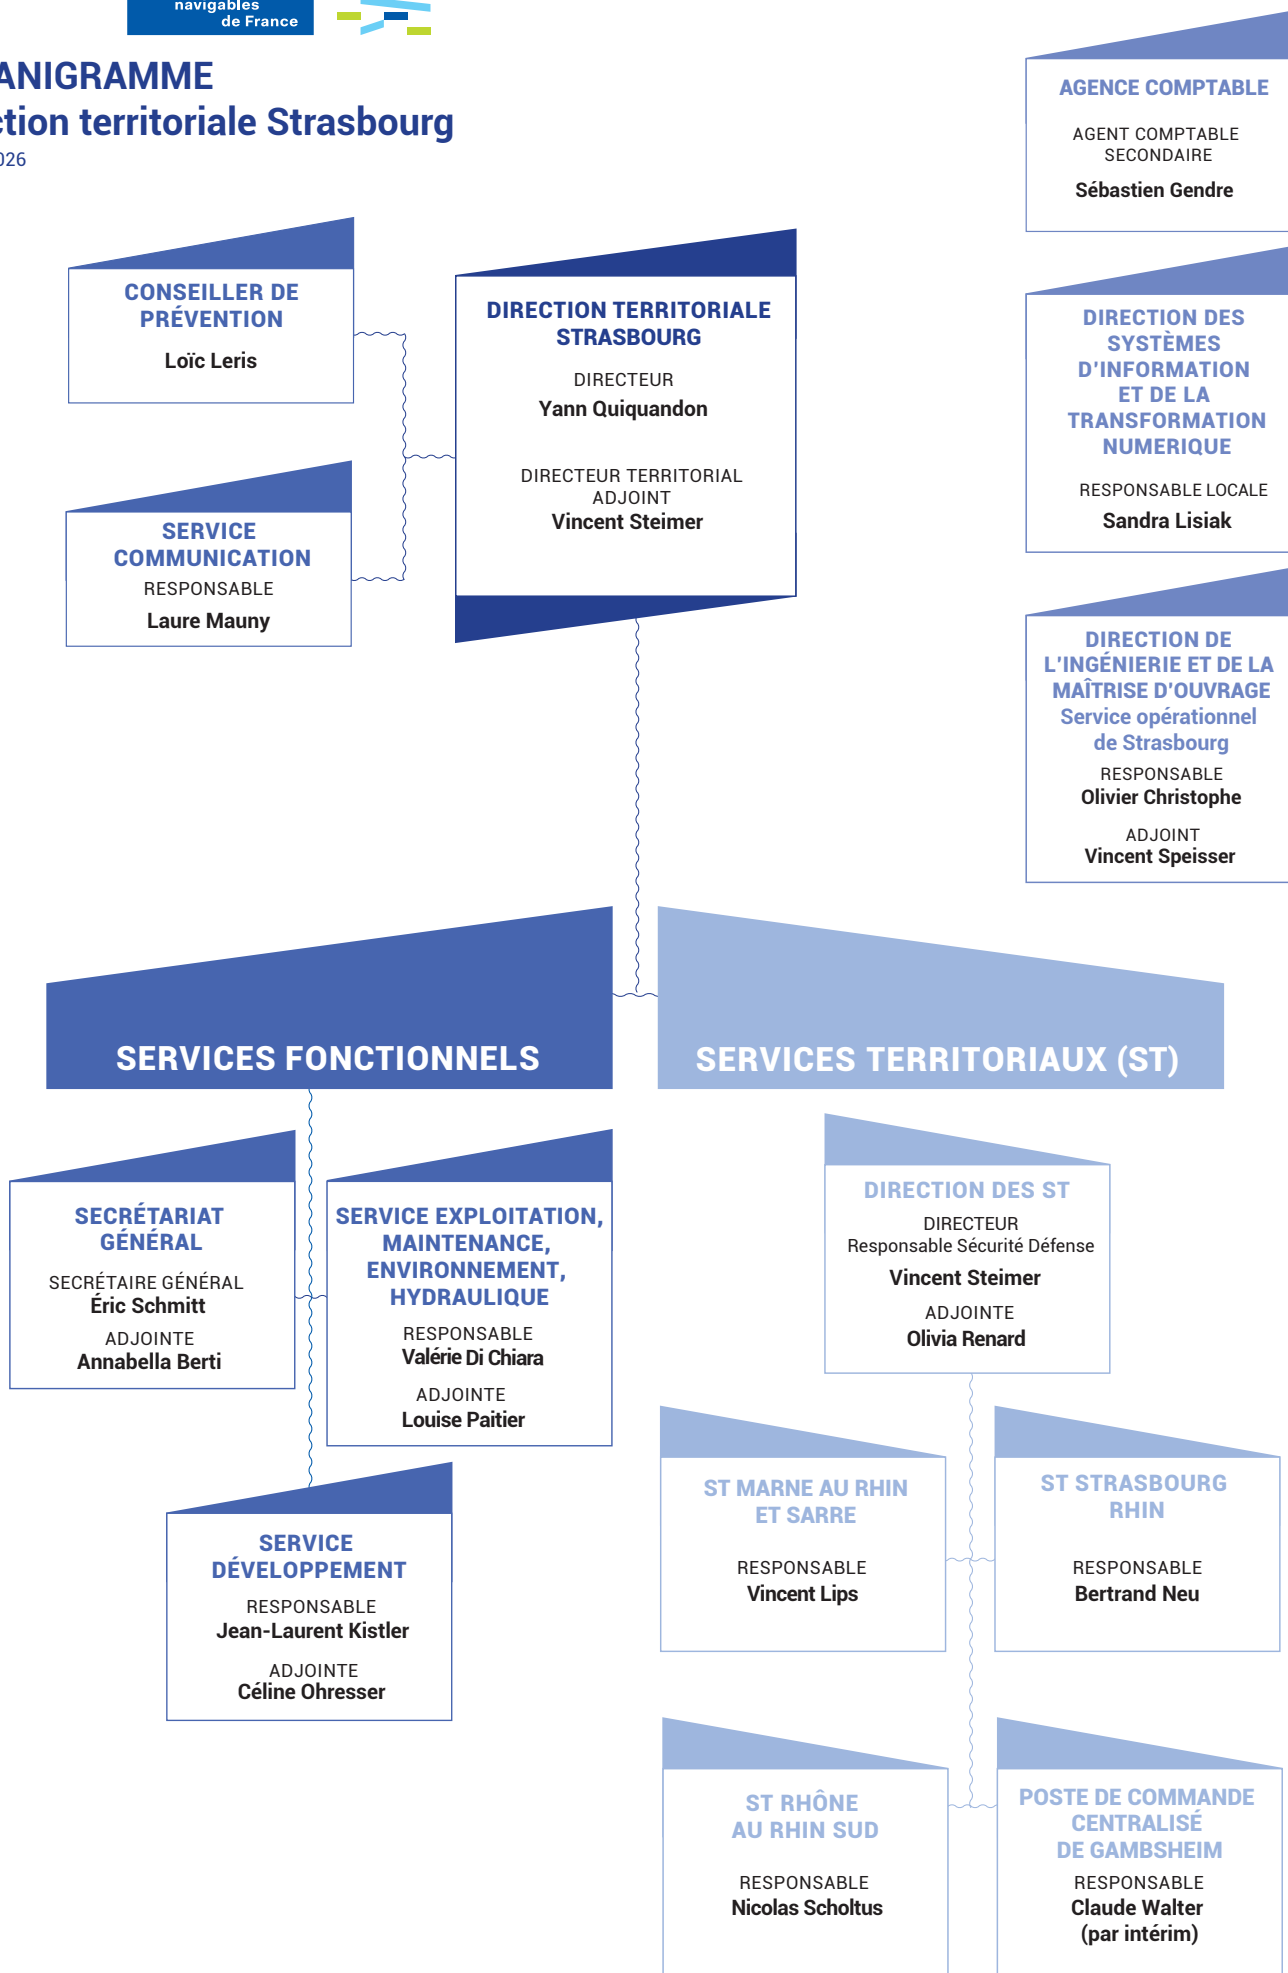 navigables
de France
ANIGRAMME
ction territoriale Strasbourg
026
AGENCE COMPTABLE
AGENT COMPTABLE
SECONDAIRE
Sébastien Gendre
CONSEILLER DE
PRÉVENTION
Loïc Leris
DIRECTION TERRITORIALE
STRASBOURG
DIRECTEUR
Yann Quiquandon
DIRECTEUR TERRITORIAL
ADJOINT
Vincent Steimer
DIRECTION DES
SYSTÈMES
D'INFORMATION
ET DE LA
TRANSFORMATION
NUMERIQUE
RESPONSABLE LOCALE
Sandra Lisiak
SERVICE
COMMUNICATION
RESPONSABLE
Laure Mauny
DIRECTION DE
L'INGÉNIERIE ET DE LA
MAÎTRISE D'OUVRAGE
Service opérationnel
de Strasbourg
RESPONSABLE
Olivier Christophe
ADJOINT
Vincent Speisser
SERVICES FONCTIONNELS
SERVICES TERRITORIAUX (ST)
SECRÉTARIAT
GÉNÉRAL
SECRÉTAIRE GÉNÉRAL
Éric Schmitt
ADJOINTE
Annabella Berti
SERVICE EXPLOITATION,
MAINTENANCE,
ENVIRONNEMENT,
HYDRAULIQUE
RESPONSABLE
Valérie Di Chiara
ADJOINTE
Louise Paitier
DIRECTION DES ST
DIRECTEUR
Responsable Sécurité Défense
Vincent Steimer
ADJOINTE
Olivia Renard
SERVICE
DÉVELOPPEMENT
RESPONSABLE
Jean-Laurent Kistler
ADJOINTE
Céline Ohresser
ST MARNE AU RHIN
ET SARRE
RESPONSABLE
Vincent Lips
ST STRASBOURG
RHIN
RESPONSABLE
Bertrand Neu
ST RHÔNE
AU RHIN SUD
RESPONSABLE
Nicolas Scholtus
POSTE DE COMMANDE
CENTRALISÉ
DE GAMBSHEIM
RESPONSABLE
Claude Walter
(par intérim)